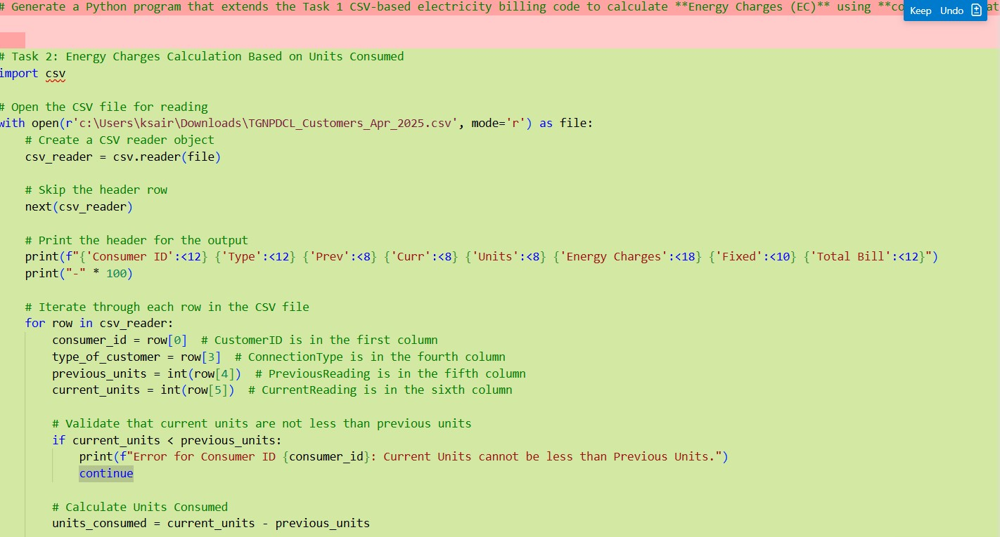 # Generate a Python program that extends the Task 1 CSV-based electricity billing code to calculate **Energy Charges (EC)** using
Keep Undo
# Task 2: Energy Charges Calculation Based on Units Consumed
import csv
# Open the CSV file for reading
with open(r'c:\Users\ksair\Downloads\TGNPDCL_Customers_Apr_2025.csv', mode='r') as file:
    # Create a CSV reader object
    csv_reader = csv.reader(file)
    # Skip the header row
    next(csv_reader)
    # Print the header for the output
    print(f"{'Consumer ID':<12} {'Type':<12} {'Prev':<8} {'Curr':<8} {'Units':<8} {'Energy Charges':<18} {'Fixed':<10} {'Total Bill':<12}")
    print("-" * 100)
    # Iterate through each row in the CSV file
    for row in csv_reader:
        consumer_id = row[0]  # CustomerID is in the first column
        type_of_customer = row[3]  # ConnectionType is in the fourth column
        previous_units = int(row[4])  # PreviousReading is in the fifth column
        current_units = int(row[5])  # CurrentReading is in the sixth column
        # Validate that current units are not less than previous units
        if current_units < previous_units:
            print(f"Error for Consumer ID {consumer_id}: Current Units cannot be less than Previous Units.")
            continue
        # Calculate Units Consumed
        units_consumed = current_units - previous_units